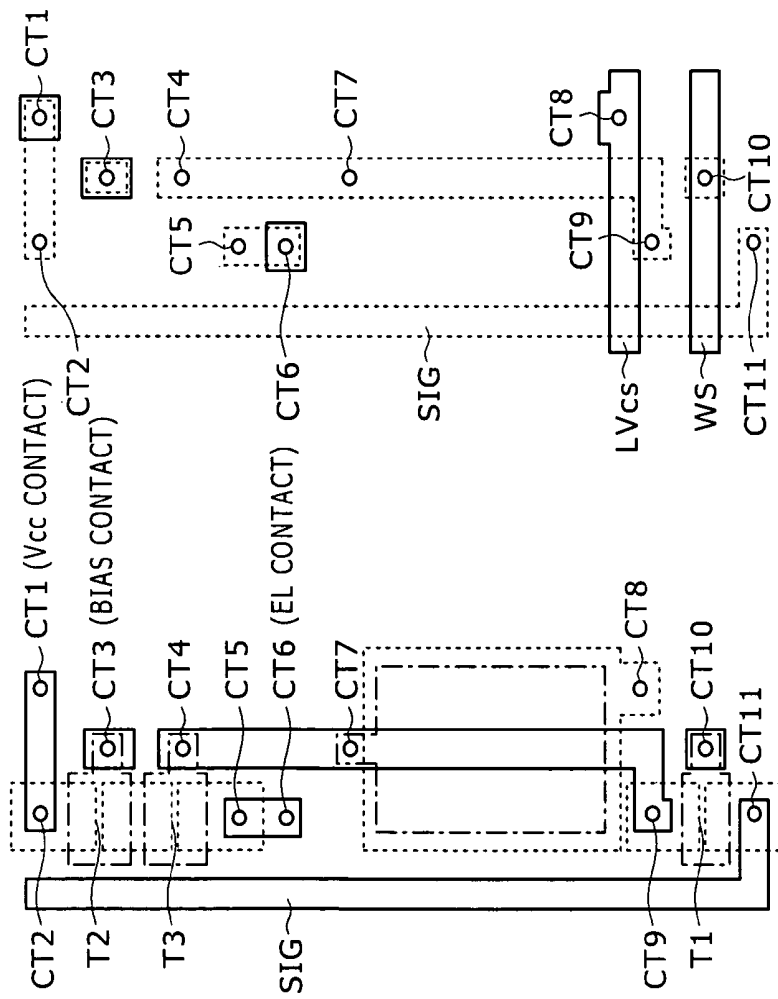 CT1
CT3
CT4
CT7
CT8
CT10
CT5
CT9
CT2
CT6
SIG
LVcs
WS
CT11
CT1 (Vcc CONTACT)
CT3 (BIAS CONTACT)
CT4
CT5
CT6 (EL CONTACT)
CT7
CT8
CT10
CT11
CT2
T2
T3
SIG
CT9
T1